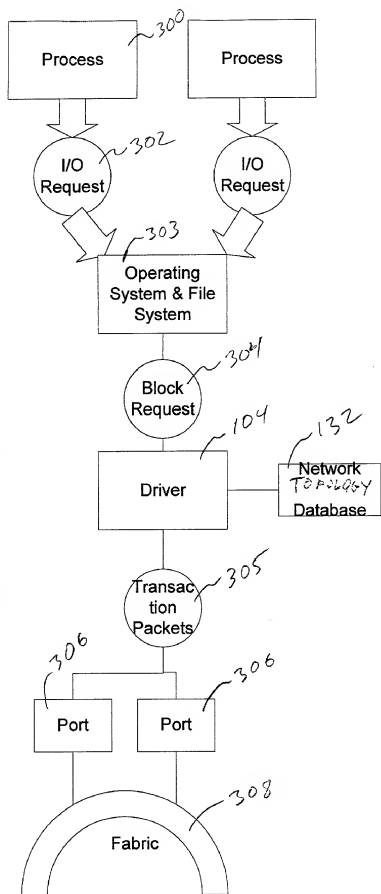 300
Process
Process
302
I/O
Request
I/O
Request
303
Operating
System & File
System
304
Block
Request
104
132
Driver
Network
TOPOLOGY
Database
Transac
tion
Packets
305
306
306
Port
Port
308
Fabric